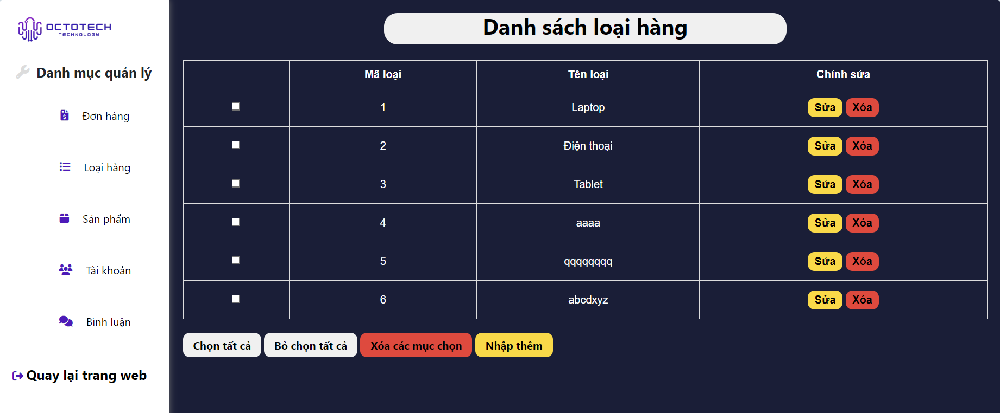 OCTOTECH
TECHNOLOGY
Danh mục quản lý
Đơn hàng
Loại hàng
Sản phẩm
Tài khoản
Bình luận
Quay lại trang web
Danh sách loại hàng
Mã loại Tên loại Chỉnh sửa
1 Laptop Sửa Xóa
2 Điện thoại Sửa Xóa
3 Tablet Sửa Xóa
4 aaaa Sửa Xóa
5 qqqqqqqq Sửa Xóa
6 abcdxyz Sửa Xóa
Chọn tất cả Bỏ chọn tất cả Xóa các mục chọn Nhập thêm